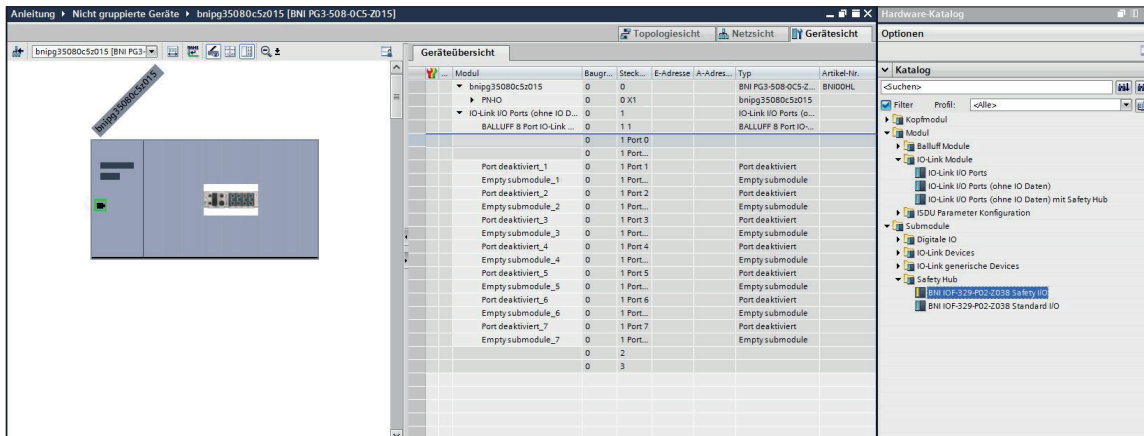 Anleitung ▸ Nicht gruppierte Geräte ▸ bnipg35080c5z015 [BNI PG3-508-0C5-Z015]
Hardware-Katalog
Topologiesicht Netzsicht Gerätesicht
Optionen
bnipg35080c5z015 [BNI PG3-
Geräteübersicht
bnipg35080c5z015
... Modul Baugr... Steck... E-Adresse A-Adres... Typ Artikel-Nr.
bnipg35080c5z015 0 0 BNI PG3-508-0C5-Z... BNI00HL
PN-IO 0 0 X1 bnipg35080c5z015
IO-Link I/O Ports (ohne IO D... 0 1 IO-Link I/O Ports (o...
BALLUFF 8 Port IO-Link ... 0 1 1 BALLUFF 8 Port IO-...
0 1 Port 0
0 1 Port...
Port deaktiviert_1 0 1 Port 1 Port deaktiviert
Empty submodule_1 0 1 Port... Empty submodule
Port deaktiviert_2 0 1 Port 2 Port deaktiviert
Empty submodule_2 0 1 Port... Empty submodule
Port deaktiviert_3 0 1 Port 3 Port deaktiviert
Empty submodule_3 0 1 Port... Empty submodule
Port deaktiviert_4 0 1 Port 4 Port deaktiviert
Empty submodule_4 0 1 Port... Empty submodule
Port deaktiviert_5 0 1 Port 5 Port deaktiviert
Empty submodule_5 0 1 Port... Empty submodule
Port deaktiviert_6 0 1 Port 6 Port deaktiviert
Empty submodule_6 0 1 Port... Empty submodule
Port deaktiviert_7 0 1 Port 7 Port deaktiviert
Empty submodule_7 0 1 Port... Empty submodule
0 2
0 3
Katalog
<Suchen>
Filter Profil: <Alle>
Kopfmodul
Modul
Balluff Module
IO-Link Module
IO-Link I/O Ports
IO-Link I/O Ports (ohne IO Daten)
IO-Link I/O Ports (ohne IO Daten) mit Safety Hub
ISDU Parameter Konfiguration
Submodule
Digitale IO
IO-Link Devices
IO-Link generische Devices
Safety Hub
BNI IOF-329-P02-Z038 Safety I/O
BNI IOF-329-P02-Z038 Standard I/O